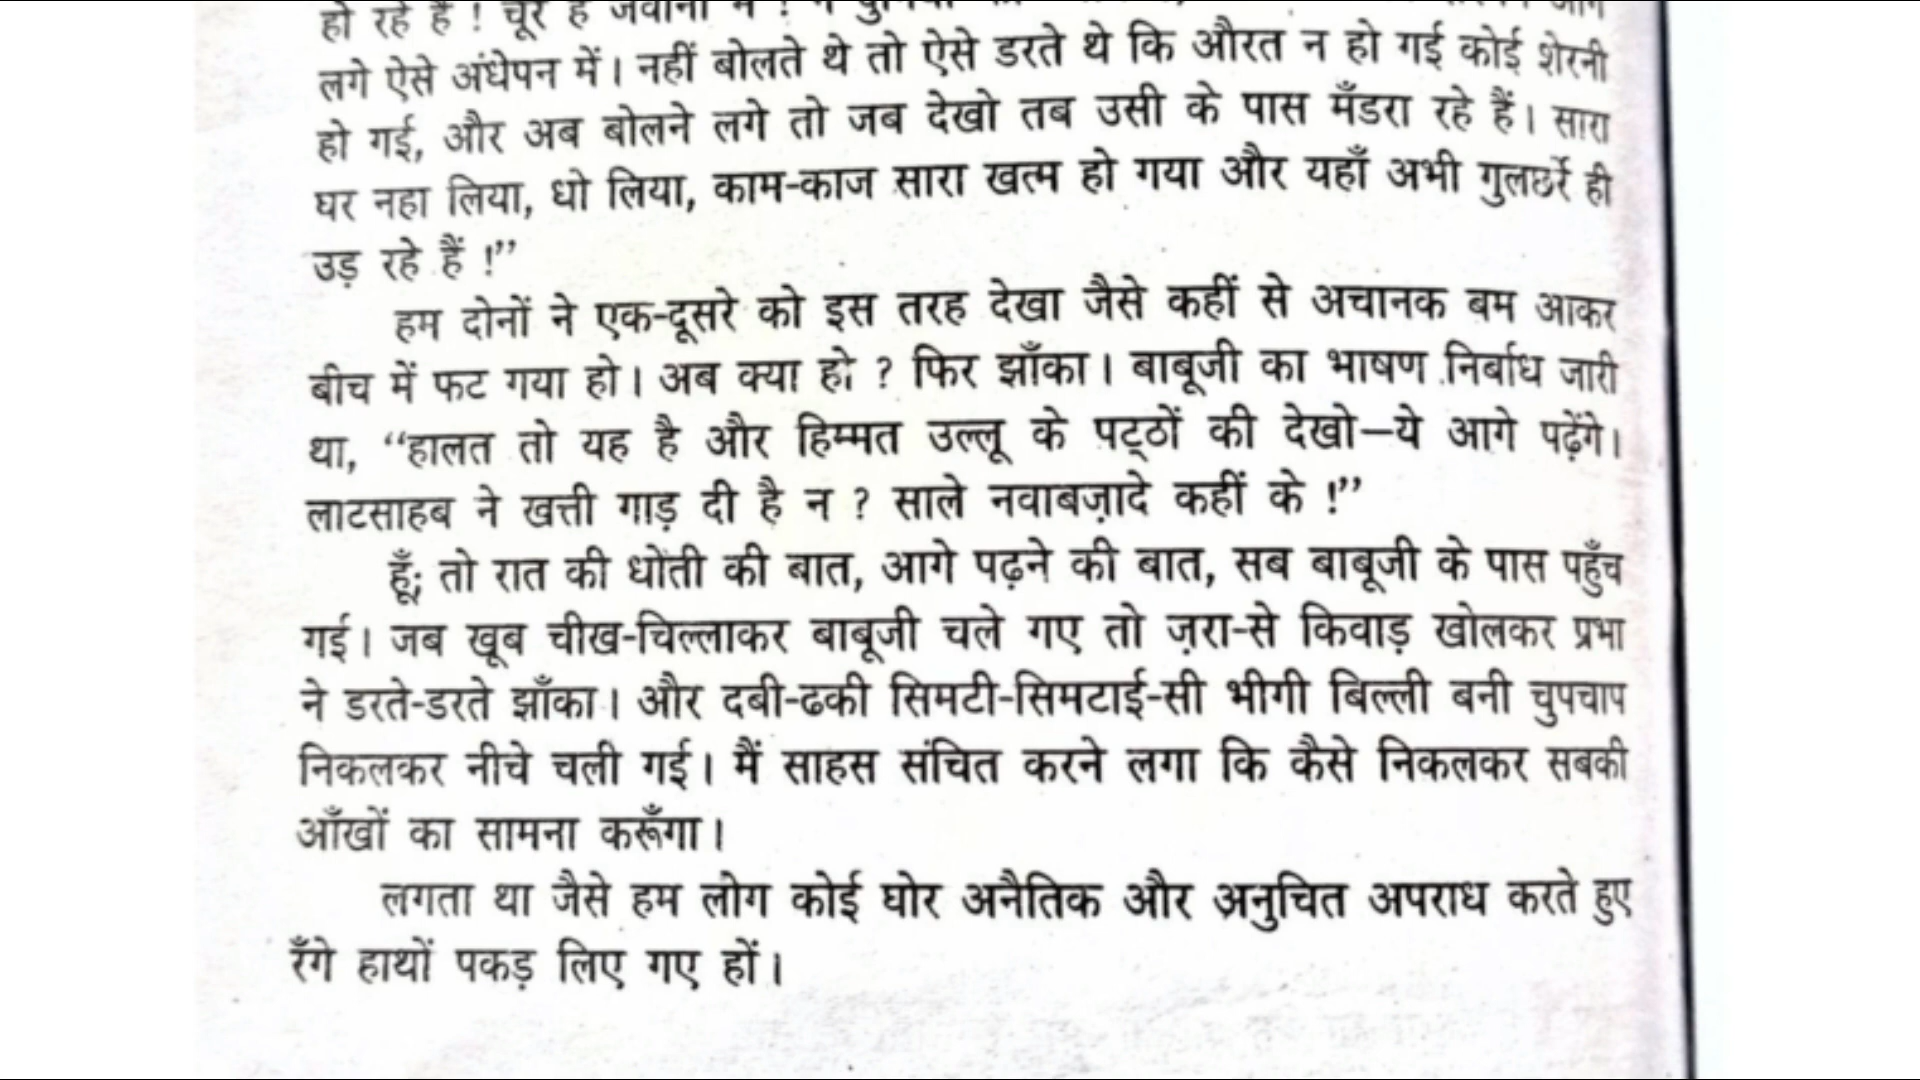 हो रहे हैं ! चूर हैं जवानी में !
लगे ऐसे अंधेपन में। नहीं बोलते थे तो ऐसे डरते थे कि औरत न हो गई कोई शेरनी
हो गई, और अब बोलने लगे तो जब देखो तब उसी के पास मँडरा रहे हैं। सारा
घर नहा लिया, धो लिया, काम-काज सारा खत्म हो गया और यहाँ अभी गुलछर्रे ही
उड़ रहे हैं !”
हम दोनों ने एक-दूसरे को इस तरह देखा जैसे कहीं से अचानक बम आकर
बीच में फट गया हो। अब क्या हो ? फिर झाँका। बाबूजी का भाषण निर्बाध जारी
था, “हालत तो यह है और हिम्मत उल्लू के पट्ठों की देखो—ये आगे पढ़ेंगे।
लाटसाहब ने खत्ती गाड़ दी है न ? साले नवाबज़ादे कहीं के !”
हूँ; तो रात की धोती की बात, आगे पढ़ने की बात, सब बाबूजी के पास पहुँच
गई। जब खूब चीख-चिल्लाकर बाबूजी चले गए तो ज़रा-से किवाड़ खोलकर प्रभा
ने डरते-डरते झाँका। और दबी-ढकी सिमटी-सिमटाई-सी भीगी बिल्ली बनी चुपचाप
निकलकर नीचे चली गई। मैं साहस संचित करने लगा कि कैसे निकलकर सबकी
आँखों का सामना करूँगा।
लगता था जैसे हम लोग कोई घोर अनैतिक और अनुचित अपराध करते हुए
रँगे हाथों पकड़ लिए गए हों।